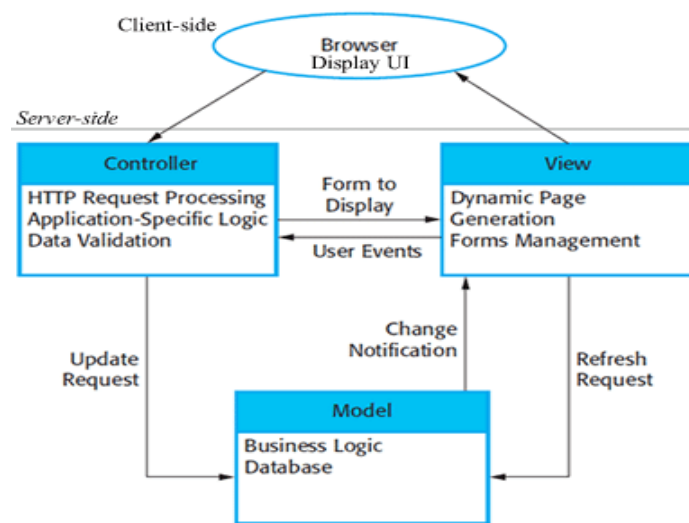 Client-side
Browser
Display UI
Server-side
Controller
HTTP Request Processing
Application-Specific Logic
Data Validation
Form to
Display
User Events
View
Dynamic Page
Generation
Forms Management
Update
Request
Change
Notification
Refresh
Request
Model
Business Logic
Database